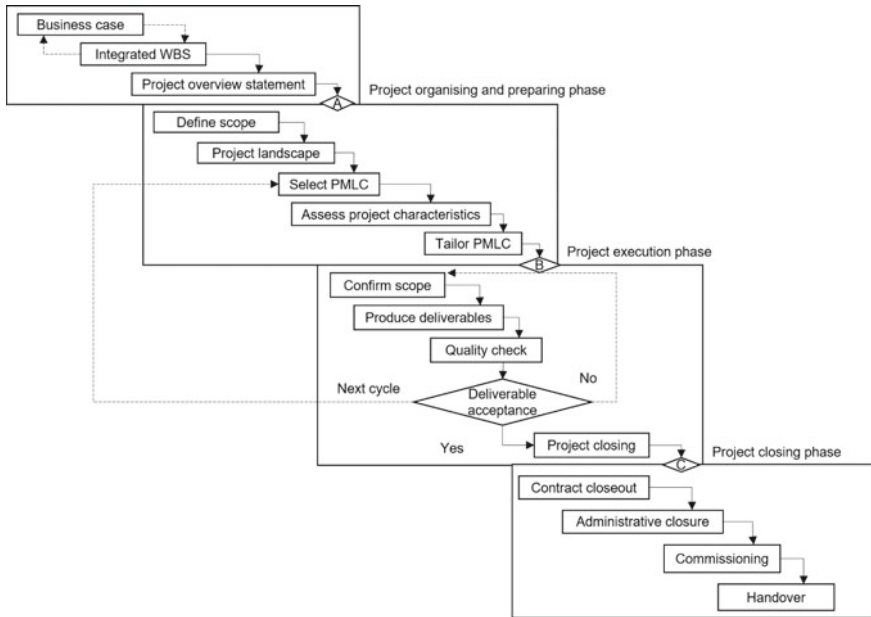 Business case
Integrated WBS
Project overview statement
A
Project organising and preparing phase
Define scope
Project landscape
Select PMLC
Assess project characteristics
Tailor PMLC
B
Project execution phase
Confirm scope
Produce deliverables
Quality check
Next cycle
Deliverable
acceptance
No
Yes
Project closing
C
Project closing phase
Contract closeout
Administrative closure
Commissioning
Handover